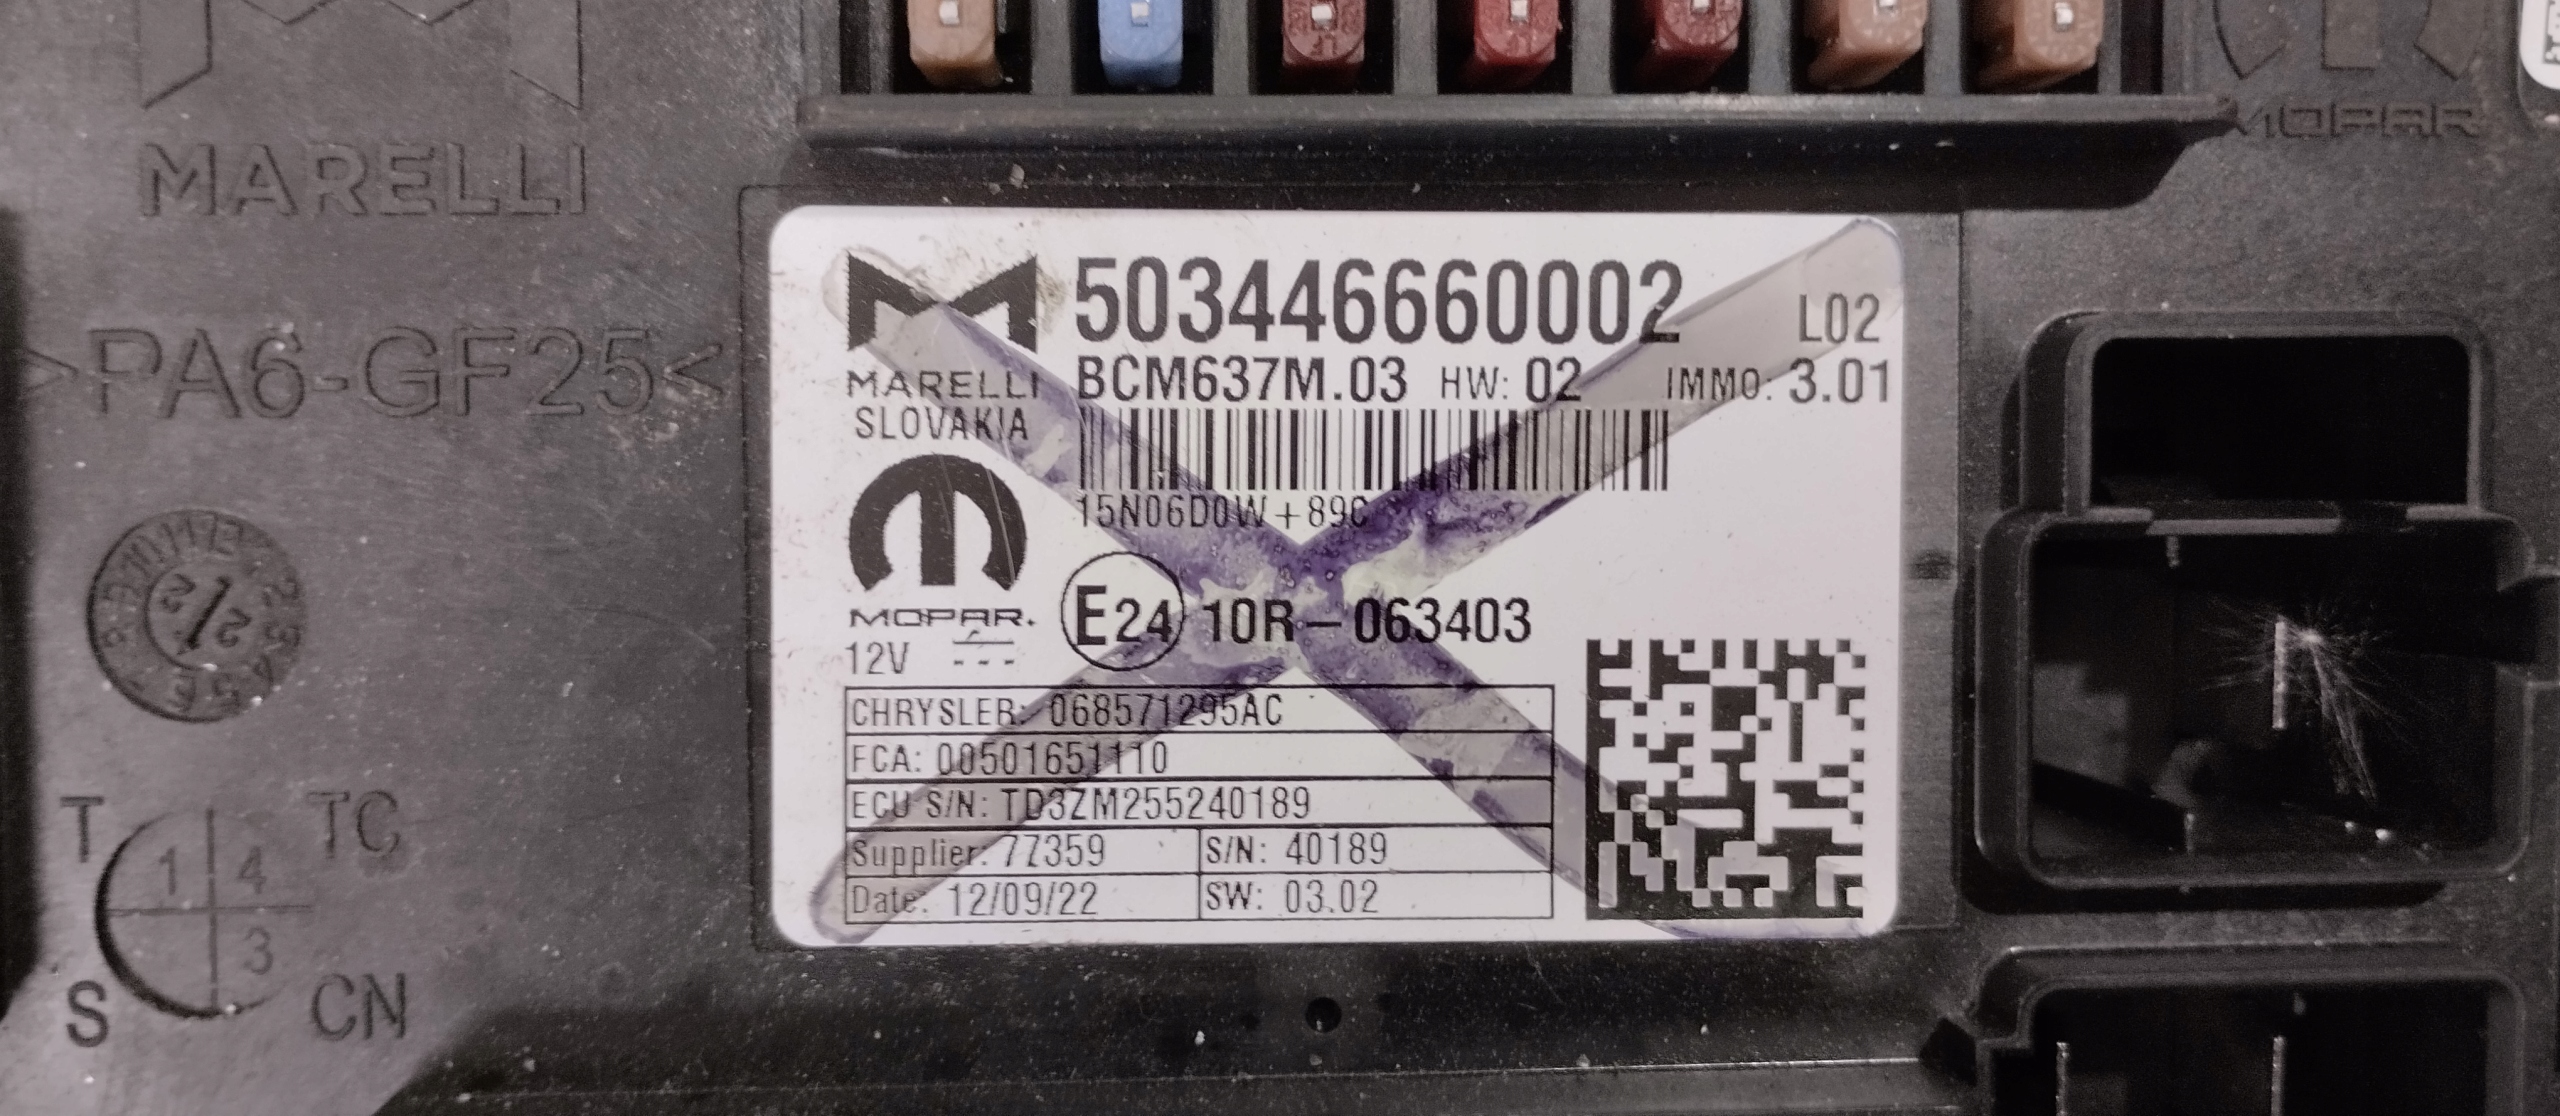 MARELLI
MOPAR
>PA6-GF25<
503446660002
L02
MARELLI
BCM637M.03 HW: 02 IMMO: 3.01
SLOVAKIA
15N06D0W+89C
MOPAR.
E24 10R-063403
12V
CHRYSLER: 068571295AC
FCA: 00501651110
ECU S/N: TD3ZM255240189
Supplier: 77359 S/N: 40189
Date: 12/09/22 SW: 03.02
T TC
1 4
3
S CN